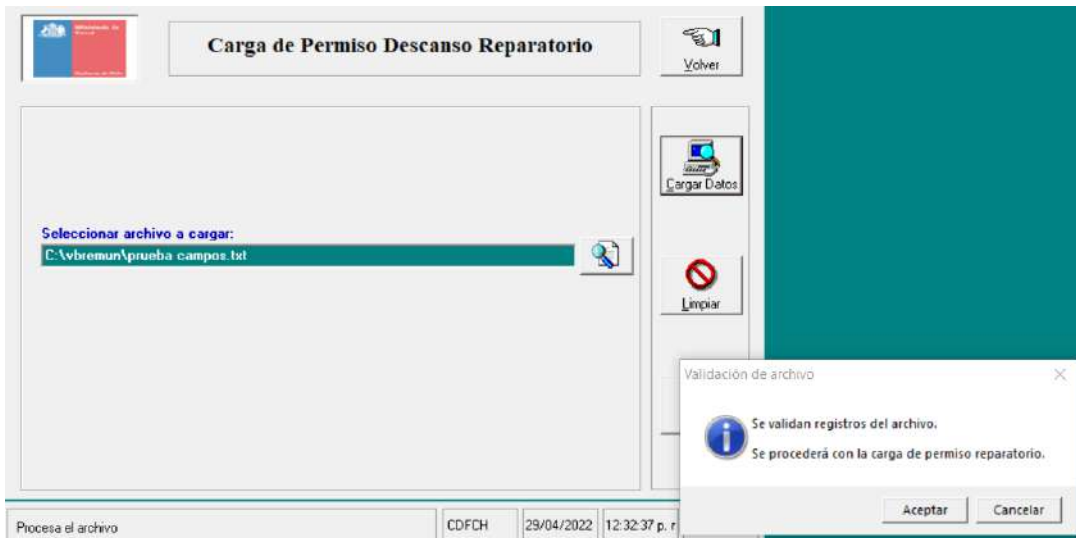 Carga de Permiso Descanso Reparatorio
Volver
Cargar Datos
Seleccionar archivo a cargar:
C:\vbremun\prueba campos.txt
Limpiar
Validación de archivo
Se validan registros del archivo.
Se procederá con la carga de permiso reparatorio.
Aceptar
Cancelar
Procesa el archivo
CDFCH
29/04/2022
12:32:37 p. r